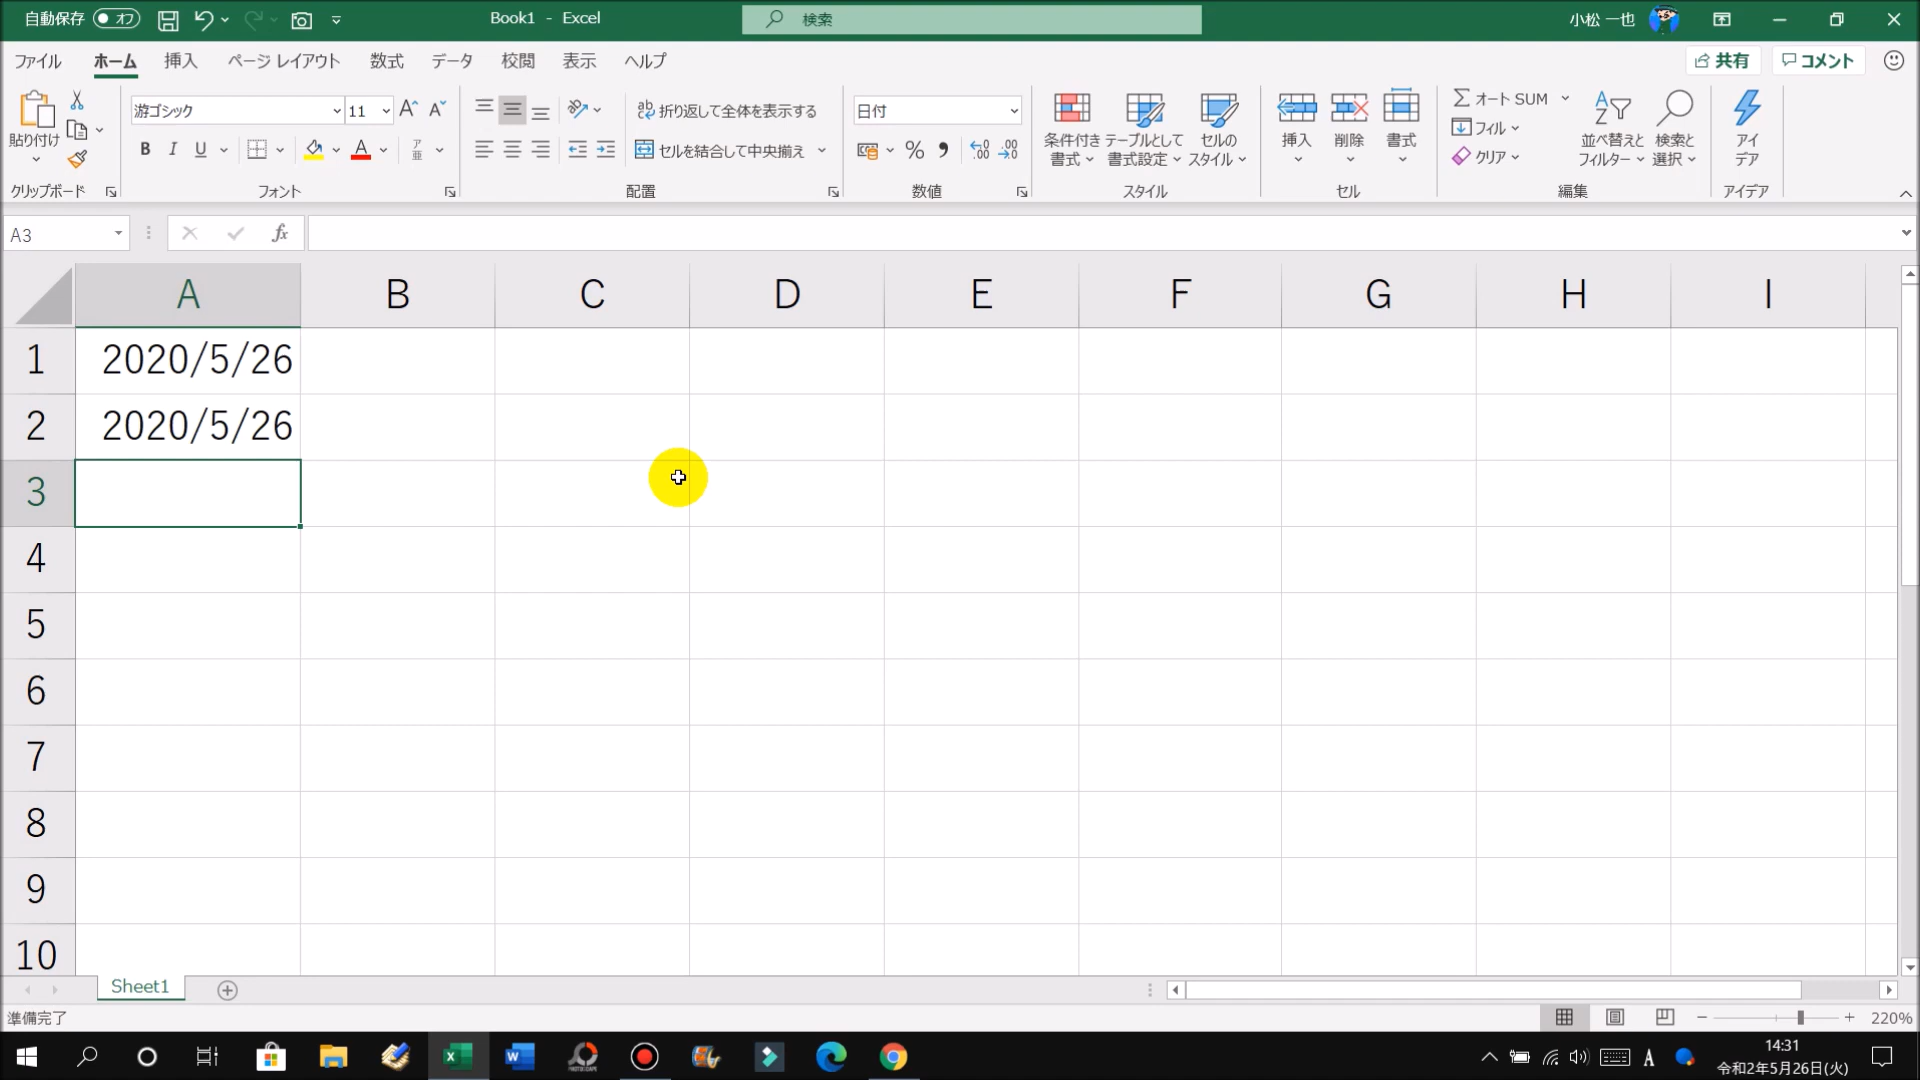 自動保存 オフ
Book1 - Excel
検索
小松 一也
ファイル ホーム 挿入 ページ レイアウト 数式 データ 校閲 表示 ヘルプ
共有 コメント
貼り付け
クリップボード
游ゴシック 11
B I U
フォント
折り返して全体を表示する
セルを結合して中央揃え
配置
日付
数値
条件付き書式
テーブルとして書式設定
セルのスタイル
スタイル
挿入 削除 書式
セル
オート SUM
フィル
クリア
並べ替えとフィルター
検索と選択
編集
アイデア
アイデア
A3
fx
A B C D E F G H I
1 2020/5/26
2 2020/5/26
3
4
5
6
7
8
9
10
Sheet1
準備完了
220%
A
14:31
令和2年5月26日(火)